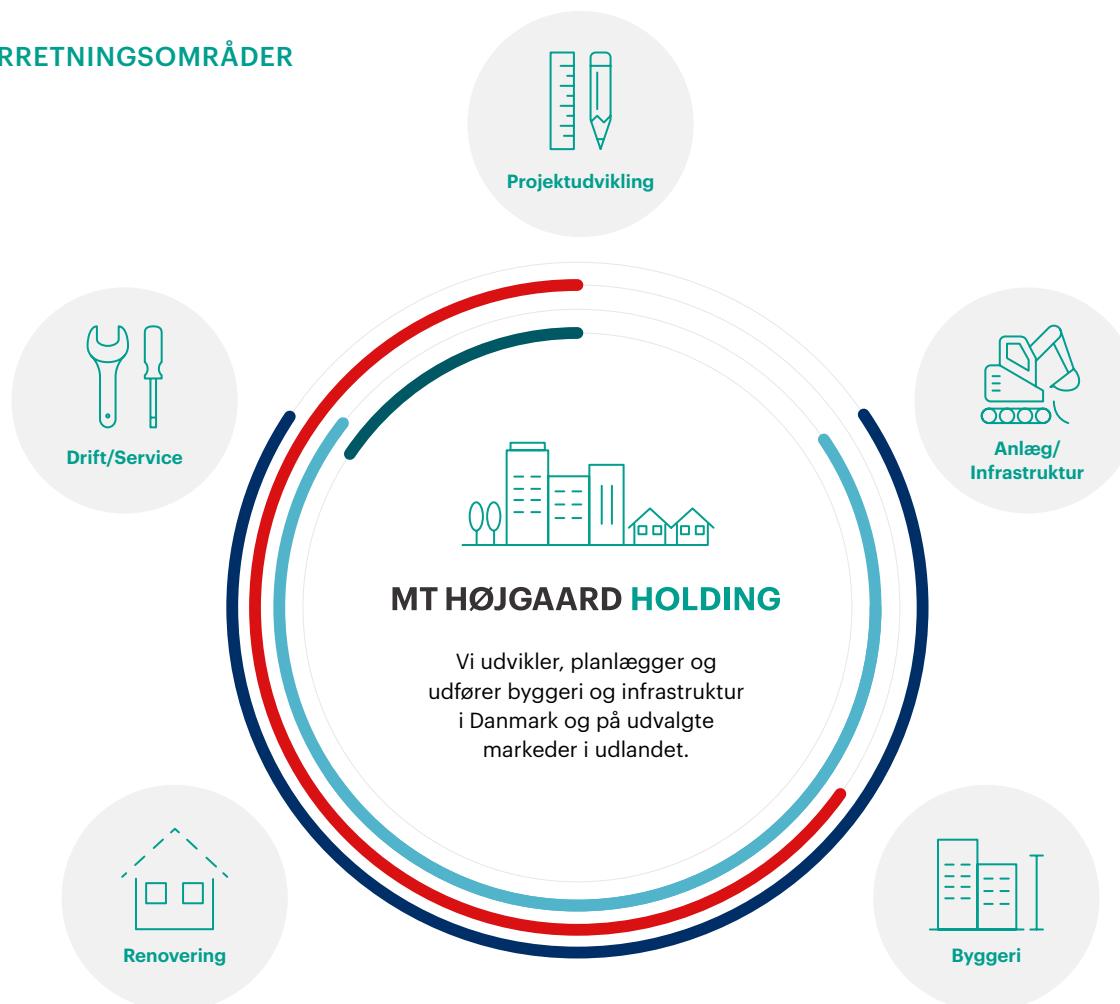 RRETNINGSOMRÅDER
Projektudvikling
Drift/Service
Anlæg/
Infrastruktur
MT HØJGAARD HOLDING
Vi udvikler, planlægger og
udfører byggeri og infrastruktur
i Danmark og på udvalgte
markeder i udlandet.
Renovering
Byggeri